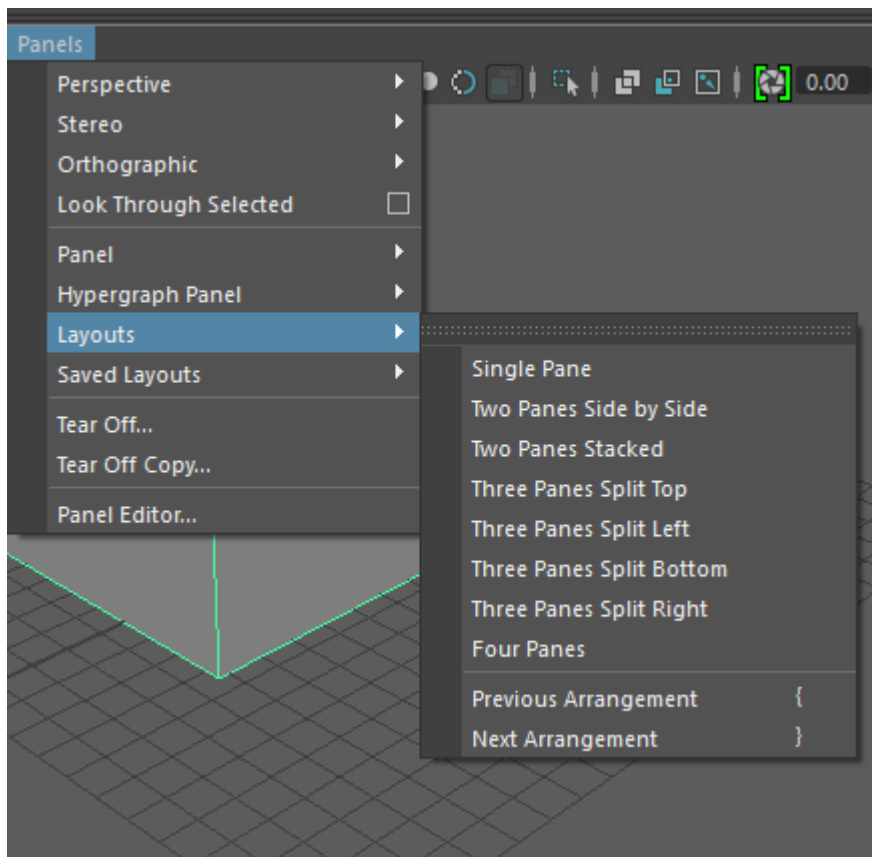 Panels
0.00
Perspective
Stereo
Orthographic
Look Through Selected
Panel
Hypergraph Panel
Layouts
Saved Layouts
Tear Off...
Tear Off Copy...
Panel Editor...
Single Pane
Two Panes Side by Side
Two Panes Stacked
Three Panes Split Top
Three Panes Split Left
Three Panes Split Bottom
Three Panes Split Right
Four Panes
Previous Arrangement {
Next Arrangement }